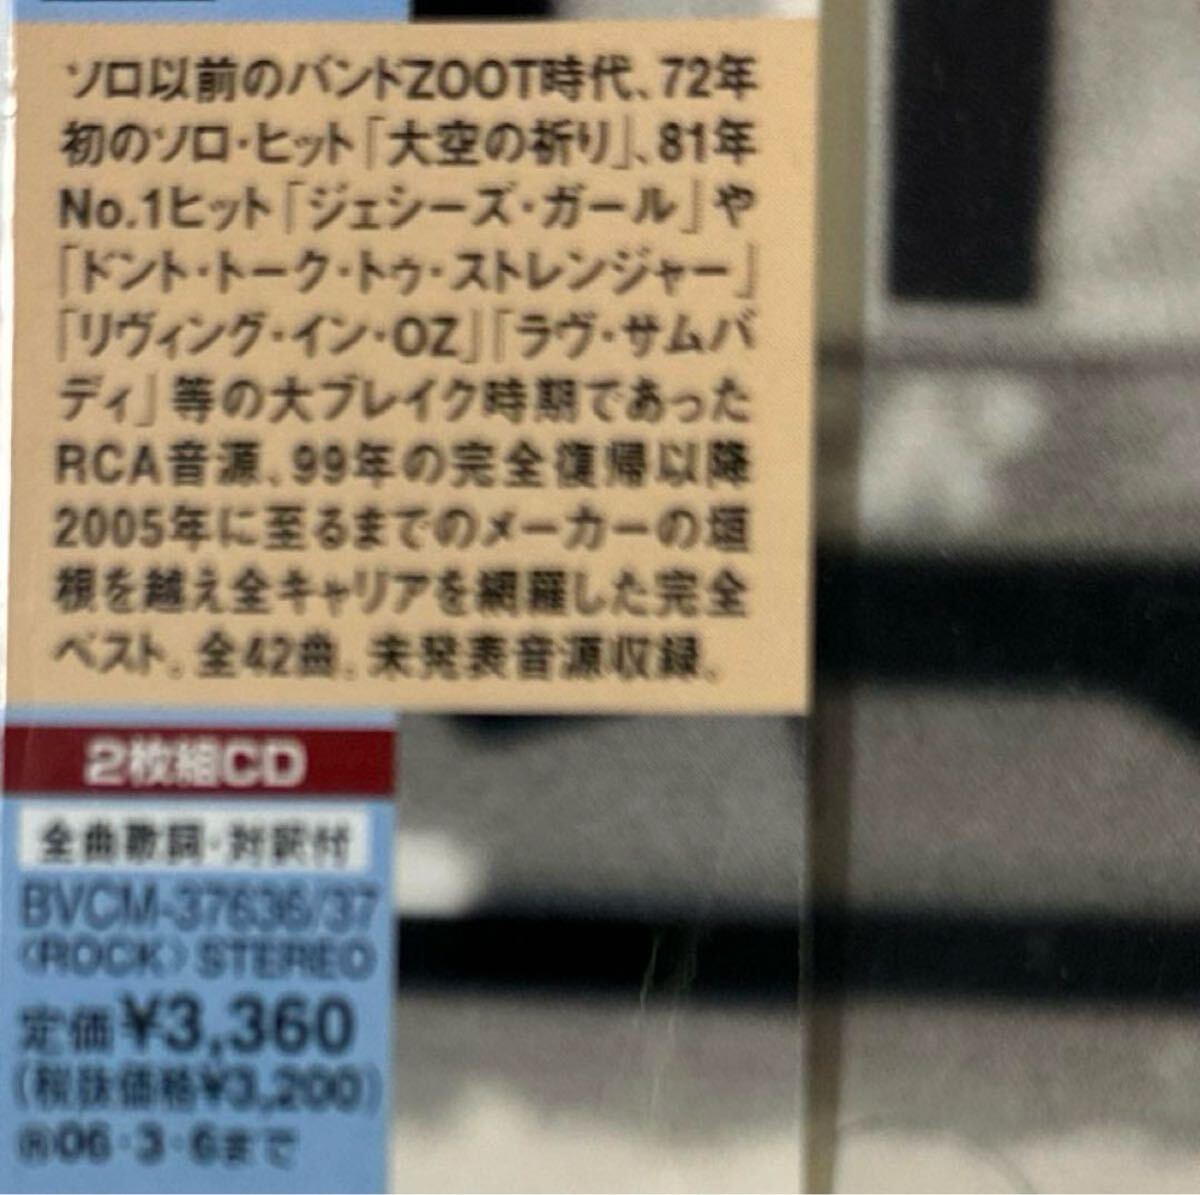 ソロ以前のバンドZOOT時代、72年
初のソロ・ヒット「大空の祈り」、81年
No.1ヒット「ジェシーズ・ガール」や
「ドント・トーク・トゥ・ストレンジャー」
「リヴィング・イン・OZ」「ラヴ・サムバ
ディ」等の大ブレイク時期であった
RCA音源、99年の完全復帰以降
2005年に至るまでのメーカーの垣
根を越え全キャリアを網羅した完全
ベスト。全42曲。未発表音源収録。
2枚組CD
全曲歌詞・対訳付
BVCM-37636/37
〈ROCK〉STEREO
定価¥3,360
(税抜価格¥3,200)
06・3・6まで